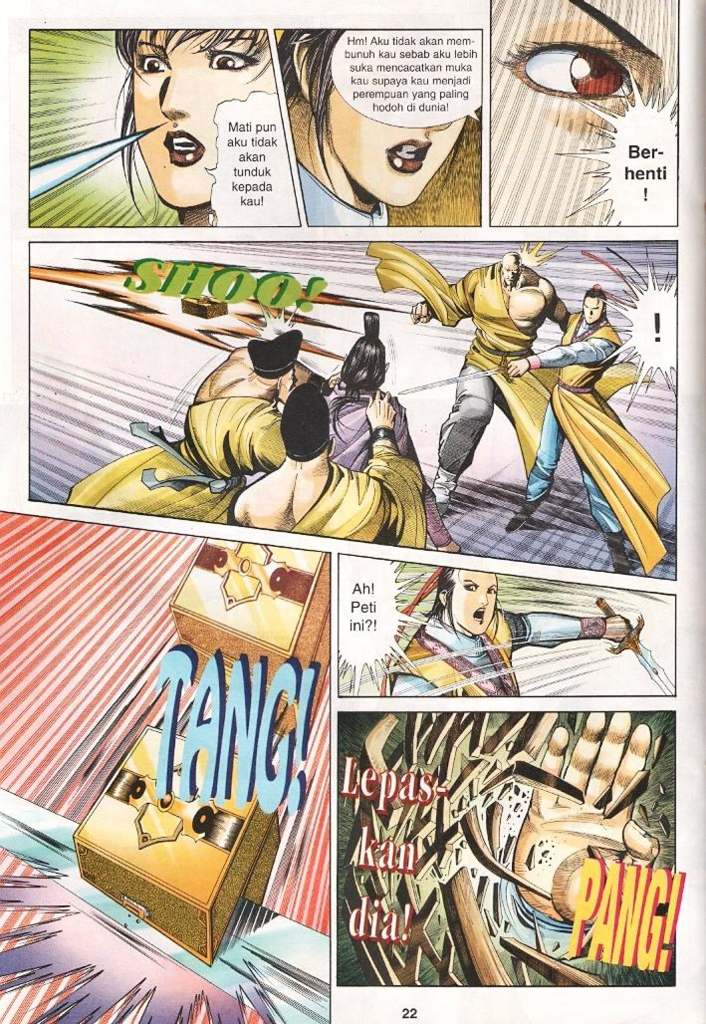 Mati pun
aku tidak
akan
tunduk
kepada
kau!
Hm! Aku tidak akan mem-
bunuh kau sebab aku lebih
suka mencacatkan muka
kau supaya kau menjadi
perempuan yang paling
hodoh di dunia!
Ber-
henti
!
SHOO!
!
TANG!
Ah!
Peti
ini?!
Lepas-
kan
dia!
PANG!
22